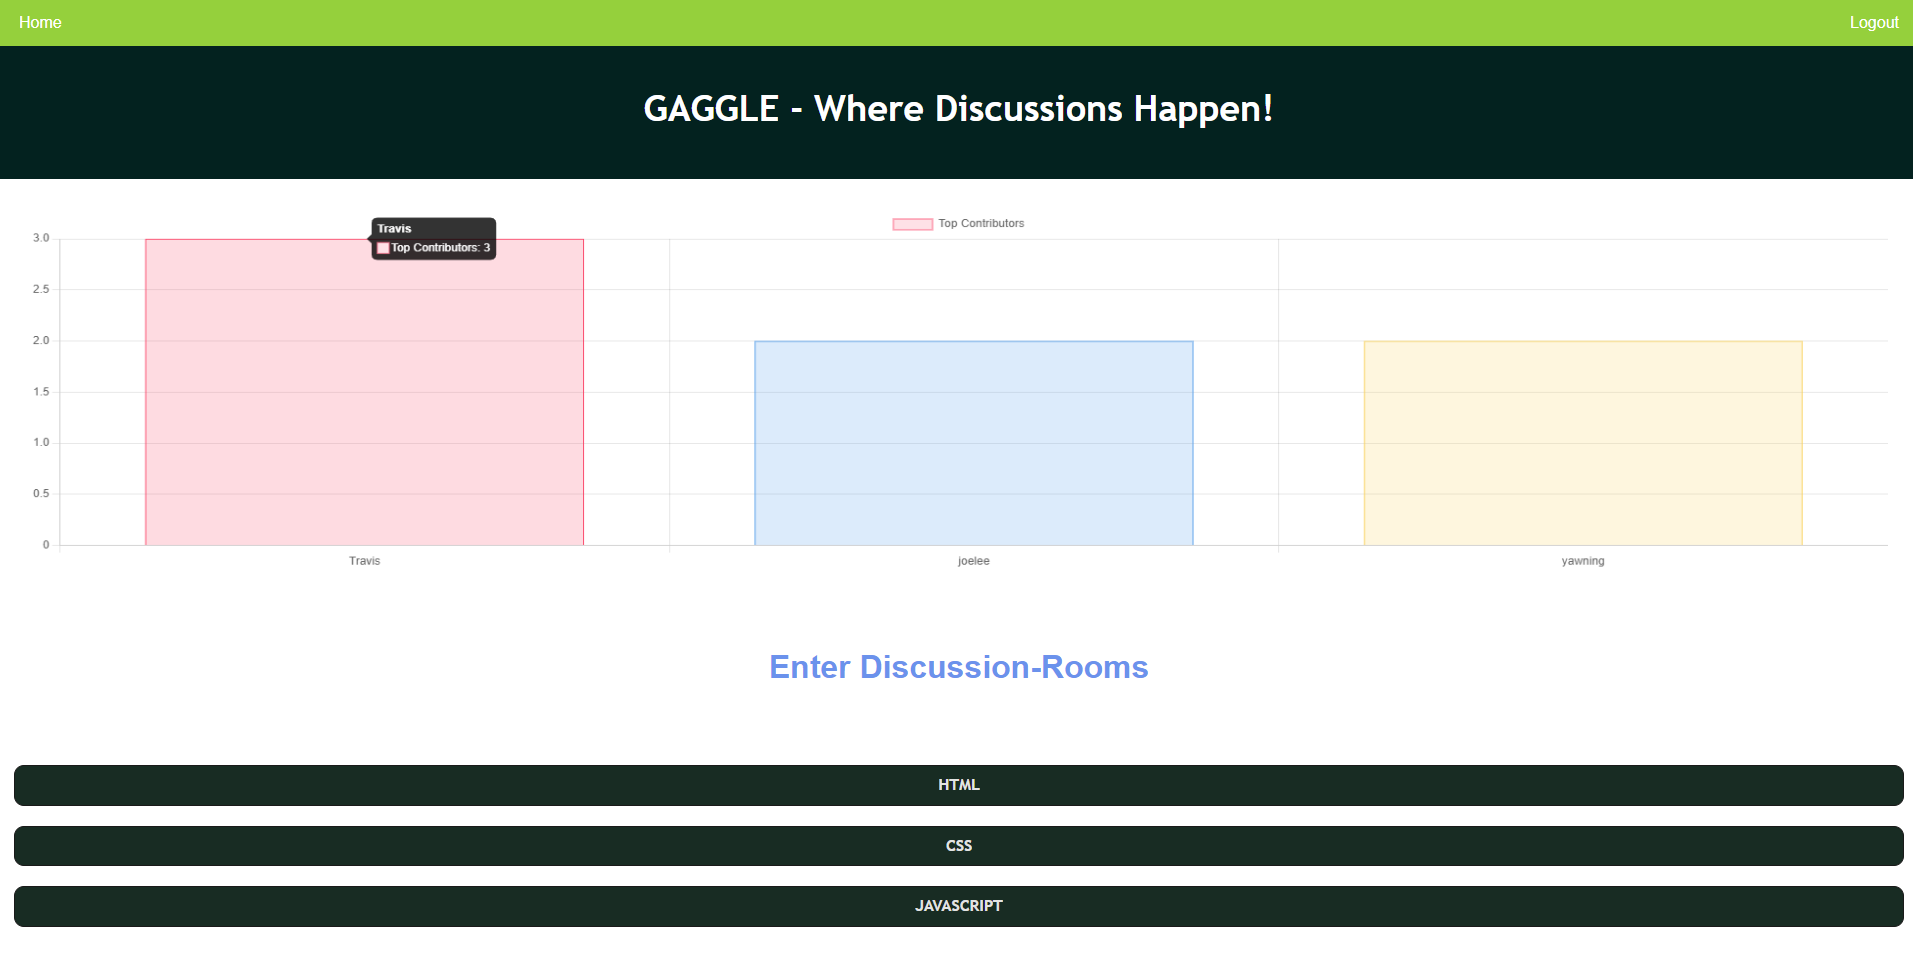 Home Logout
GAGGLE - Where Discussions Happen!
Top Contributors
Travis
Top Contributors: 3
3.0
2.5
2.0
1.5
1.0
0.5
0
Travis joelee yawning
Enter Discussion-Rooms
HTML
CSS
JAVASCRIPT